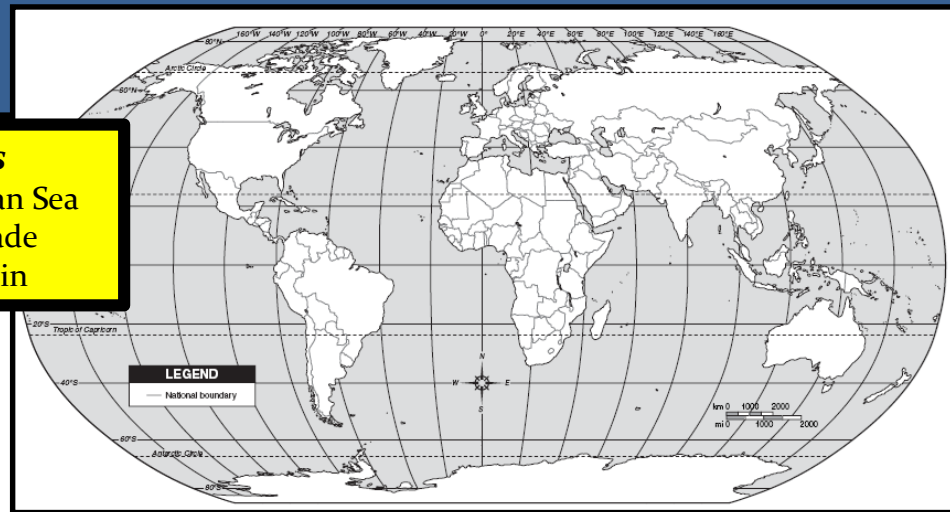 160°W 140°W 120°W 100°W 80°W 60°W 40°W 20°W 0° 20°E 40°E 60°E 80°E 100°E 120°E 140°E 160°E
80°N
Arctic Circle
60°N
s
an Sea
ade
in
20°S
Tropic of Capricorn
LEGEND
National boundary
N
W E
S
40°S
km 0 1000 2000
mi 0 1000 2000
60°S
Antarctic Circle
80°S